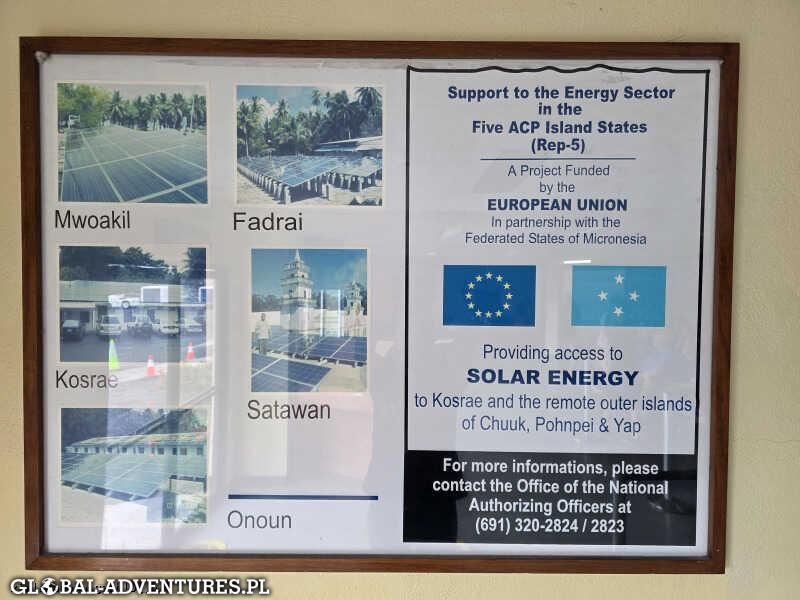 Mwoakil
Fadrai
Kosrae
Satawan
Onoun
Support to the Energy Sector
in the
Five ACP Island States
(Rep-5)
A Project Funded
by the
EUROPEAN UNION
In partnership with the
Federated States of Micronesia
Providing access to
SOLAR ENERGY
to Kosrae and the remote outer islands
of Chuuk, Pohnpei & Yap
For more informations, please
contact the Office of the National
Authorizing Officers at
(691) 320-2824 / 2823
GLOBAL-ADVENTURES.PL